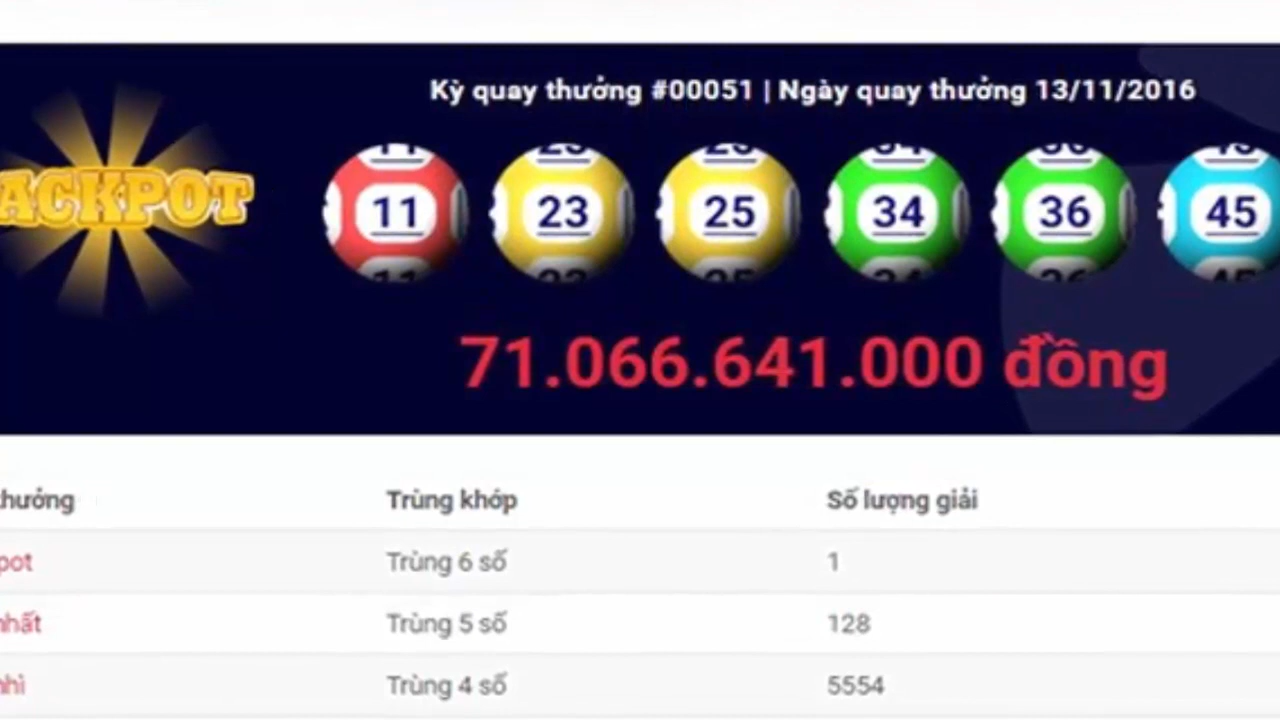 Kỳ quay thưởng #00051 | Ngày quay thưởng 13/11/2016
ACKPOT
11 23 25 34 36 45
71.066.641.000 đồng
thưởng Trùng khớp Số lượng giải
pot Trùng 6 số 1
nhất Trùng 5 số 128
nhì Trùng 4 số 5554